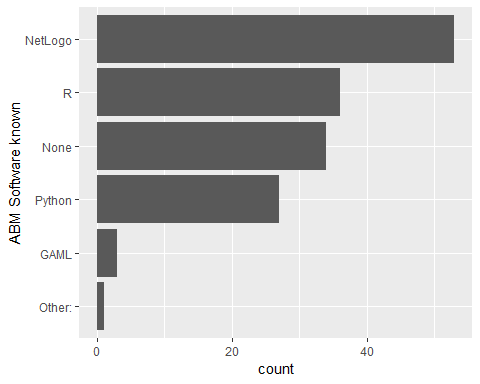 ABM Software known
NetLogo
R
None
Python
GAML
Other:
0
20
40
count